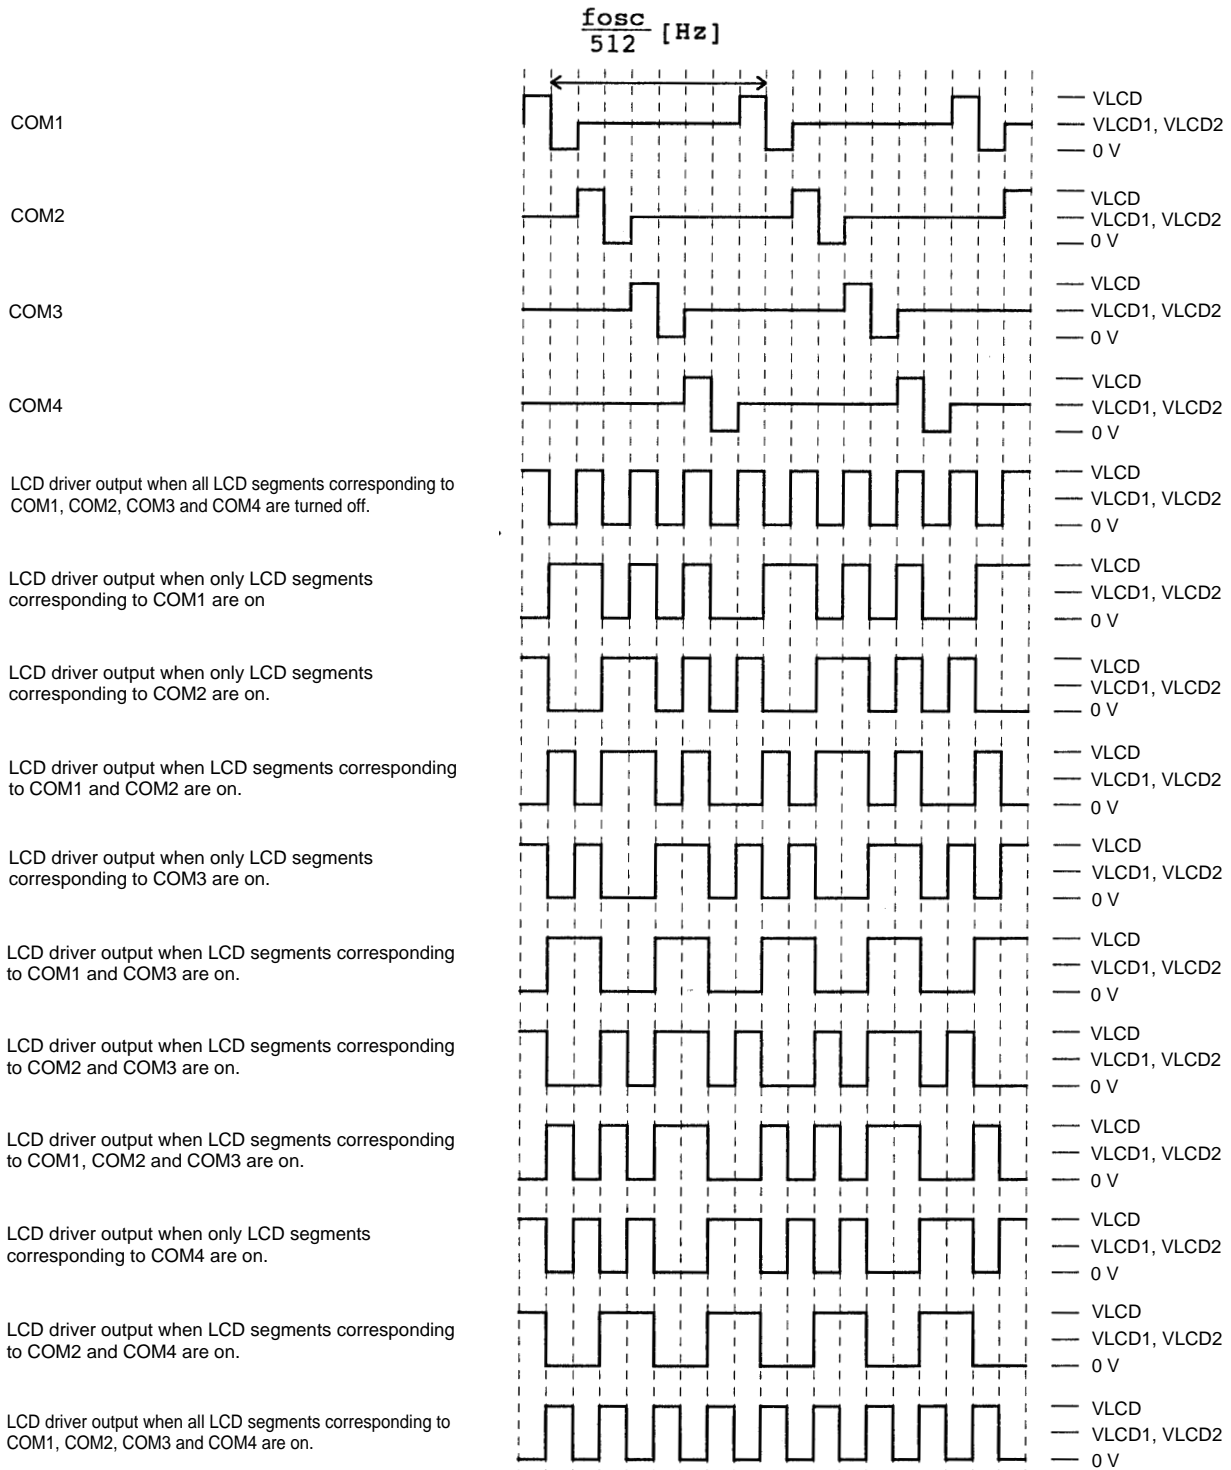 fosc
512 [Hz]
COM1
VLCD
VLCD1, VLCD2
0 V
COM2
VLCD
VLCD1, VLCD2
0 V
COM3
VLCD
VLCD1, VLCD2
0 V
COM4
VLCD
VLCD1, VLCD2
0 V
LCD driver output when all LCD segments corresponding to
COM1, COM2, COM3 and COM4 are turned off.
VLCD
VLCD1, VLCD2
0 V
LCD driver output when only LCD segments
corresponding to COM1 are on
VLCD
VLCD1, VLCD2
0 V
LCD driver output when only LCD segments
corresponding to COM2 are on.
VLCD
VLCD1, VLCD2
0 V
LCD driver output when LCD segments corresponding
to COM1 and COM2 are on.
VLCD
VLCD1, VLCD2
0 V
LCD driver output when only LCD segments
corresponding to COM3 are on.
VLCD
VLCD1, VLCD2
0 V
LCD driver output when LCD segments corresponding
to COM1 and COM3 are on.
VLCD
VLCD1, VLCD2
0 V
LCD driver output when LCD segments corresponding
to COM2 and COM3 are on.
VLCD
VLCD1, VLCD2
0 V
LCD driver output when LCD segments corresponding
to COM1, COM2 and COM3 are on.
VLCD
VLCD1, VLCD2
0 V
LCD driver output when only LCD segments
corresponding to COM4 are on.
VLCD
VLCD1, VLCD2
0 V
LCD driver output when LCD segments corresponding
to COM2 and COM4 are on.
VLCD
VLCD1, VLCD2
0 V
LCD driver output when all LCD segments corresponding to
COM1, COM2, COM3 and COM4 are on.
VLCD
VLCD1, VLCD2
0 V